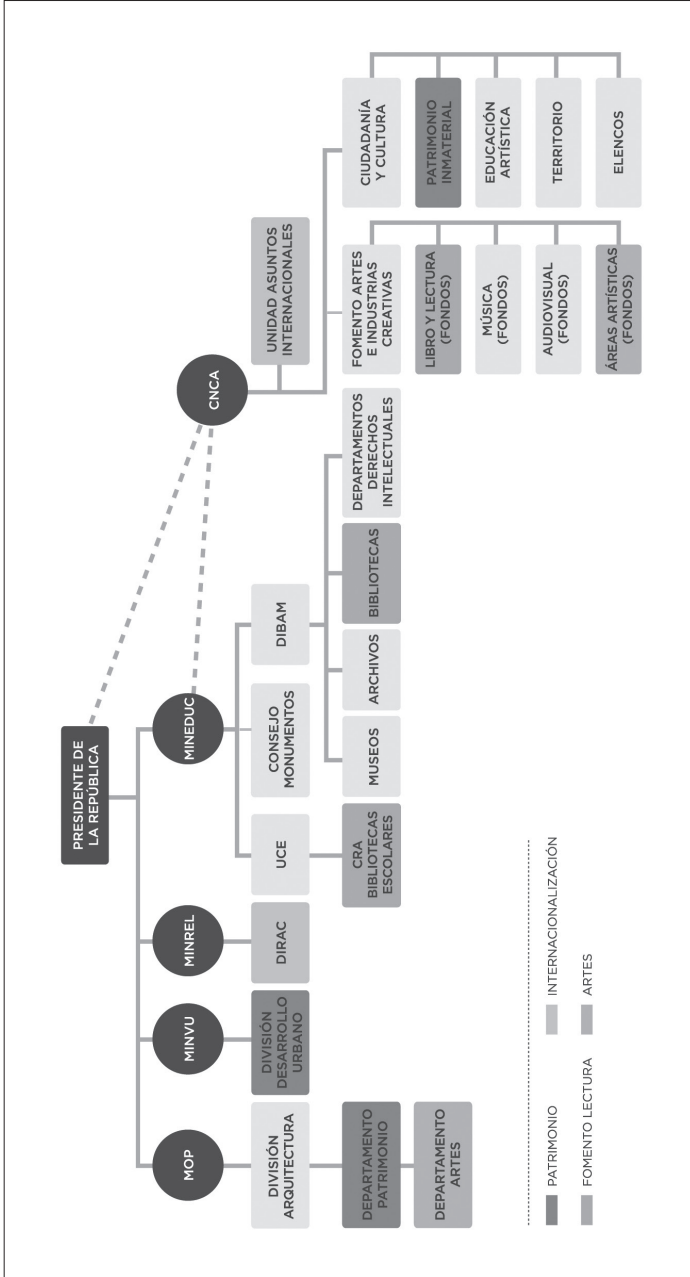 PRESIDENTE DE
LA REPÚBLICA
MOP
MINVU
MINREL
MINEDUC
CNCA
DIVISIÓN
ARQUITECTURA
DIVISIÓN
DESARROLLO
URBANO
DIRAC
UCE
CONSEJO
MONUMENTOS
DIBAM
UNIDAD ASUNTOS
INTERNACIONALES
DEPARTAMENTO
PATRIMONIO
DEPARTAMENTO
ARTES
CRA
BIBLIOTECAS
ESCOLARES
MUSEOS
ARCHIVOS
BIBLIOTECAS
DEPARTAMENTOS
DERECHOS
INTELECTUALES
FOMENTO ARTES
E INDUSTRIAS
CREATIVAS
LIBRO Y LECTURA
(FONDOS)
MÚSICA
(FONDOS)
AUDIOVISUAL
(FONDOS)
ÁREAS ARTÍSTICAS
(FONDOS)
CIUDADANÍA
Y CULTURA
PATRIMONIO
INMATERIAL
EDUCACIÓN
ARTÍSTICA
TERRITORIO
ELENCOS
PATRIMONIO
INTERNACIONALIZACIÓN
FOMENTO LECTURA
ARTES